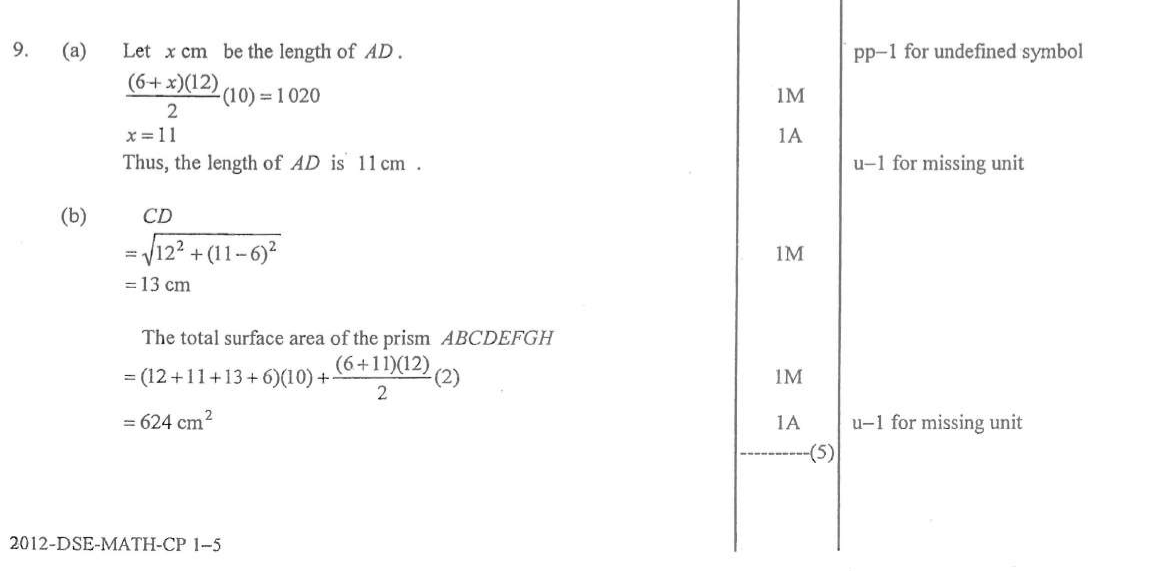 9. (a) Let x cm be the length of AD. pp–1 for undefined symbol
(6+x)(12)/2 (10) = 1 020 1M
x = 11 1A
Thus, the length of AD is 11 cm. u–1 for missing unit
(b) CD
= √(12² + (11 – 6)²) 1M
= 13 cm
The total surface area of the prism ABCDEFGH
= (12 + 11 + 13 + 6)(10) + (6 + 11)(12)/2 (2) 1M
= 624 cm² 1A u–1 for missing unit
----------(5)
2012-DSE-MATH-CP 1–5